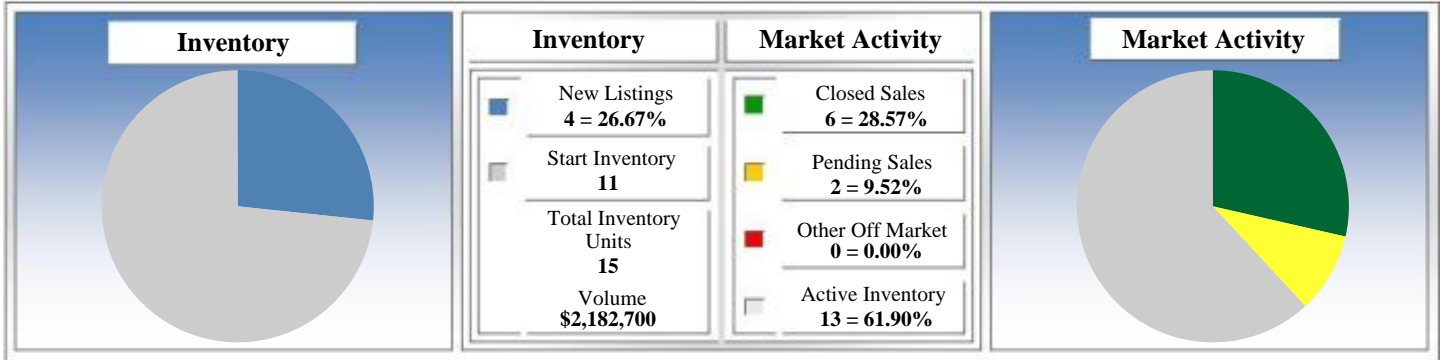 Inventory
Inventory
Market Activity
Market Activity
New Listings
4 = 26.67%
Start Inventory
11
Total Inventory
Units
15
Volume
$2,182,700
Closed Sales
6 = 28.57%
Pending Sales
2 = 9.52%
Other Off Market
0 = 0.00%
Active Inventory
13 = 61.90%